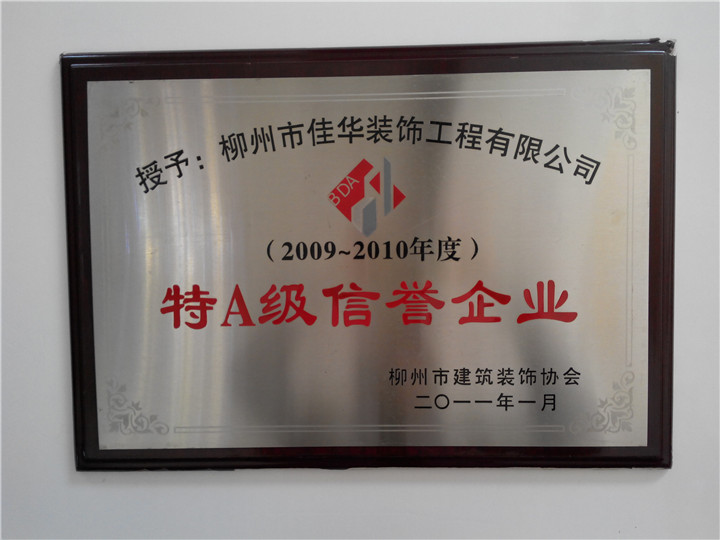 授予：柳州市佳华装饰工程有限公司
BDA
（2009~2010年度）
特A级信誉企业
柳州市建筑装饰协会
二〇一一年一月